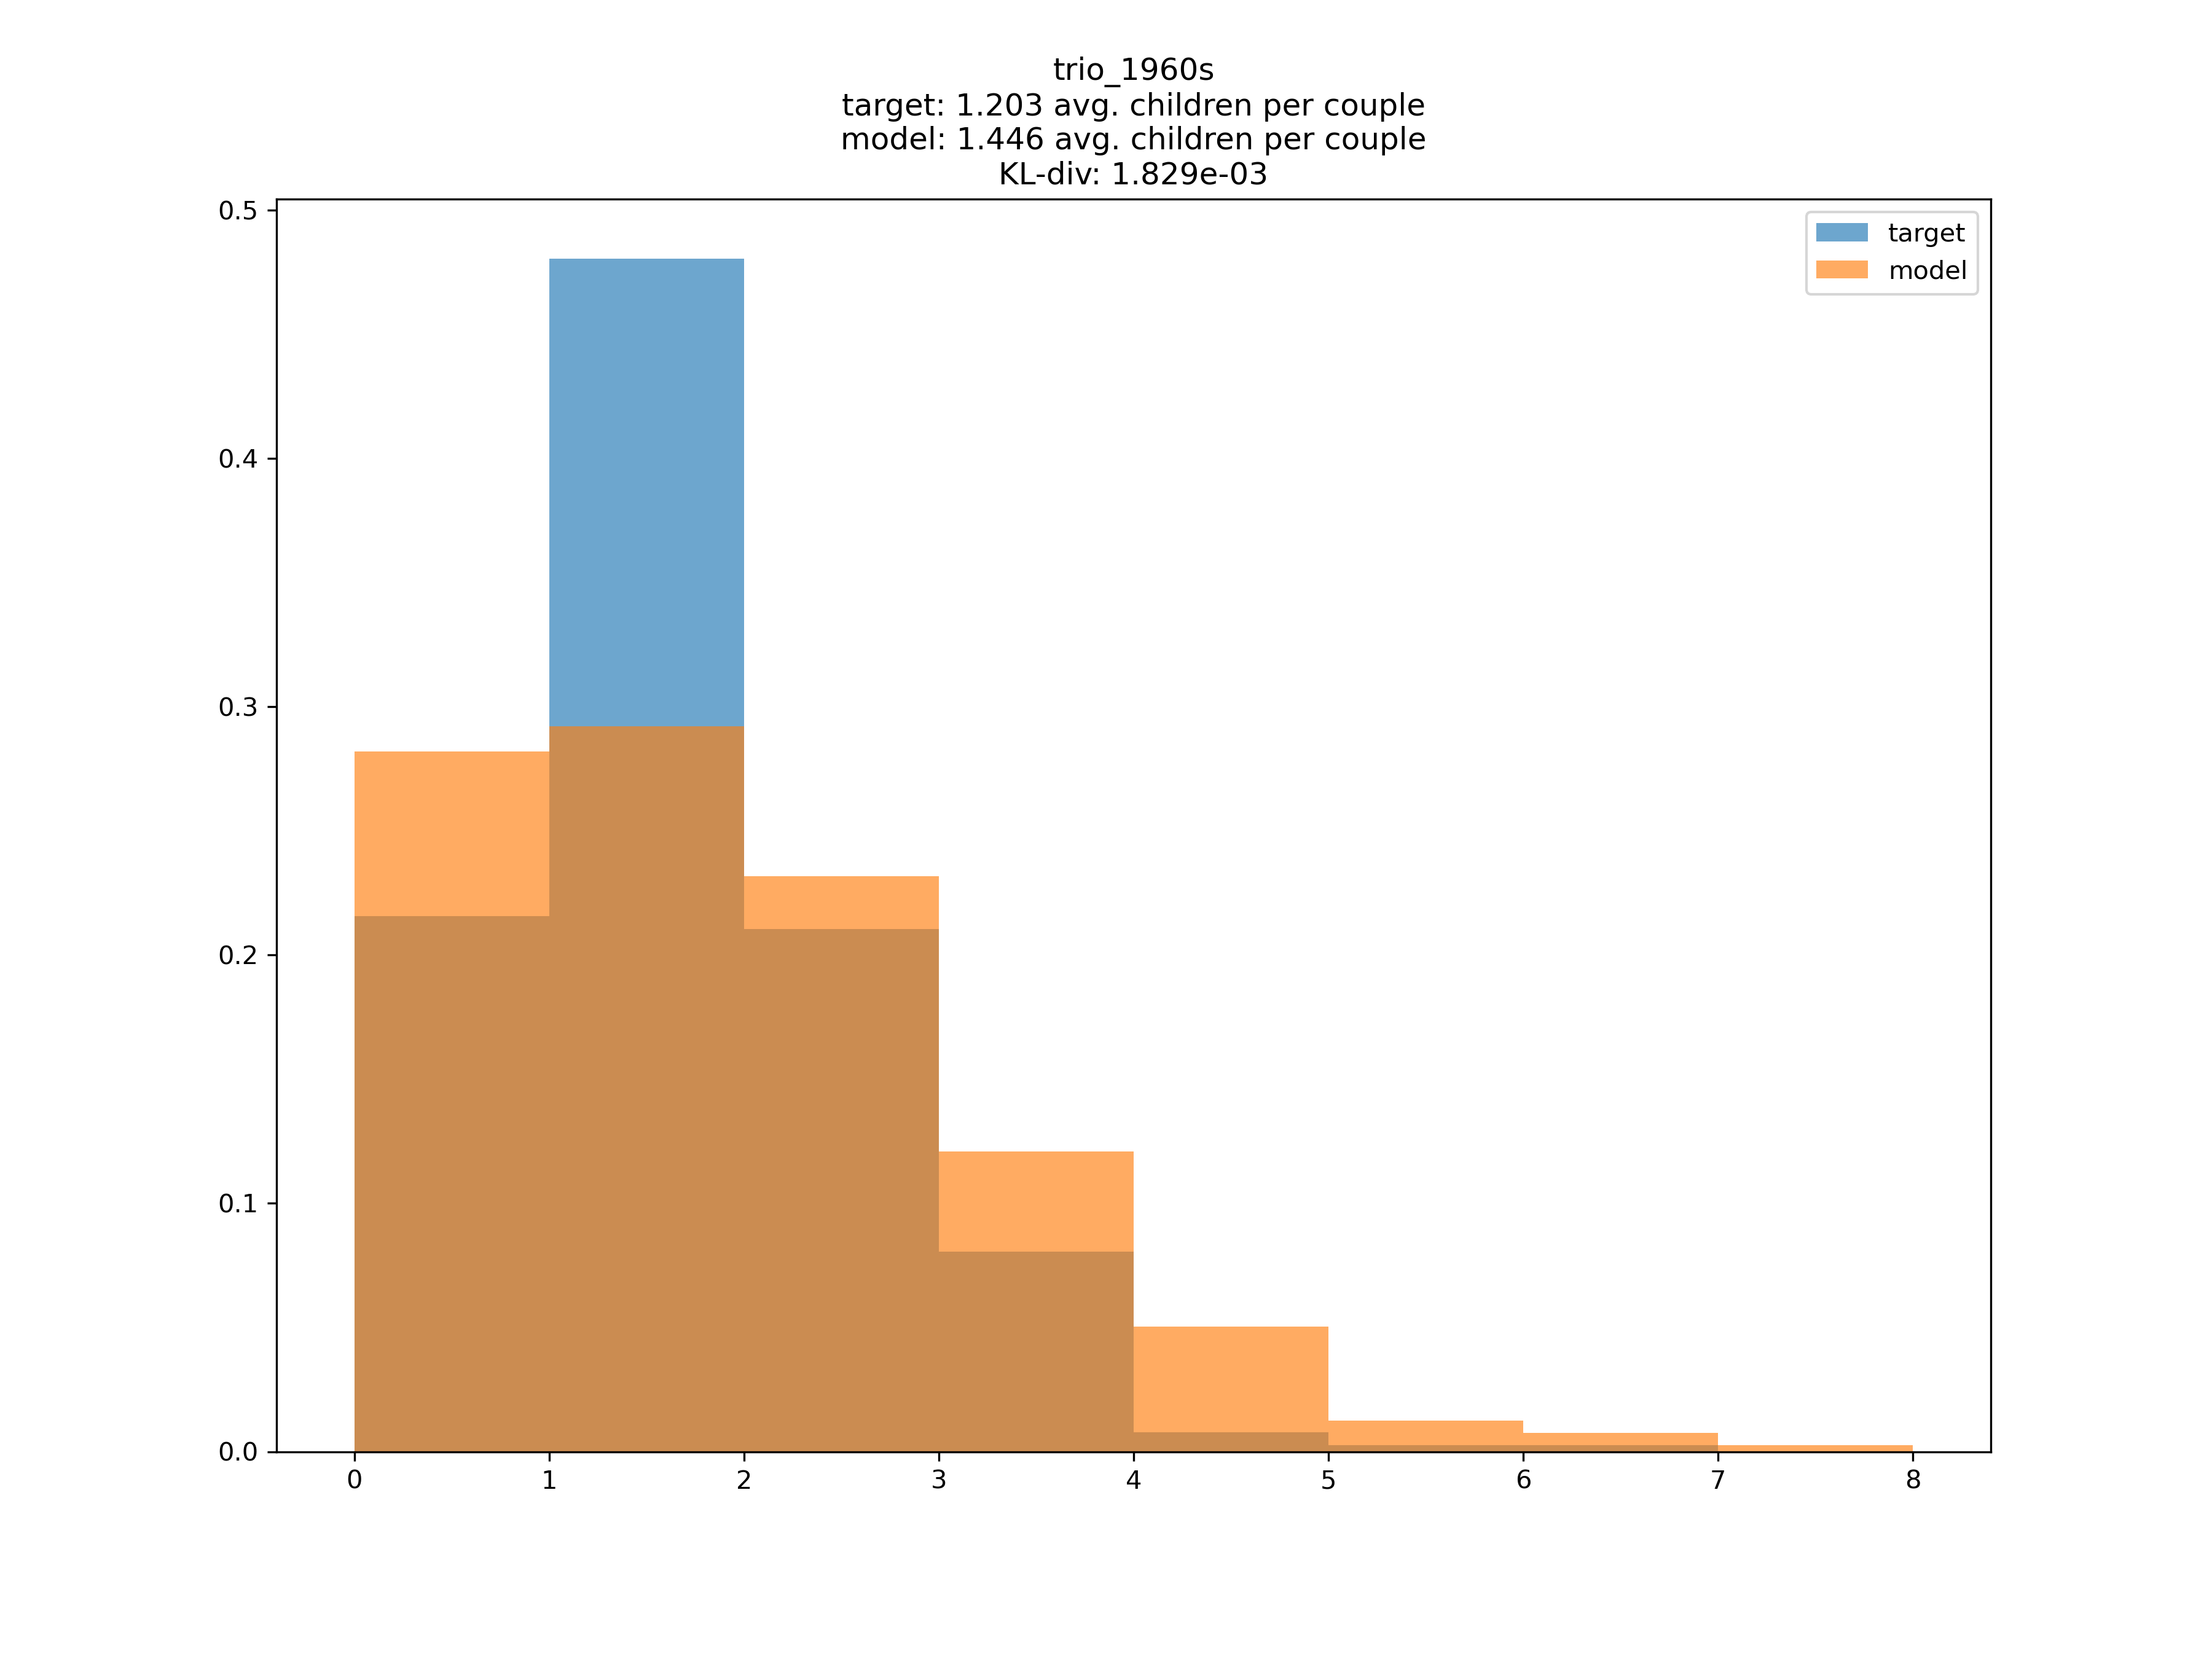 trio_1960s
target: 1.203 avg. children per couple
model: 1.446 avg. children per couple
KL-div: 1.829e-03
target
model
0.5
0.4
0.3
0.2
0.1
0.0
0 1 2 3 4 5 6 7 8